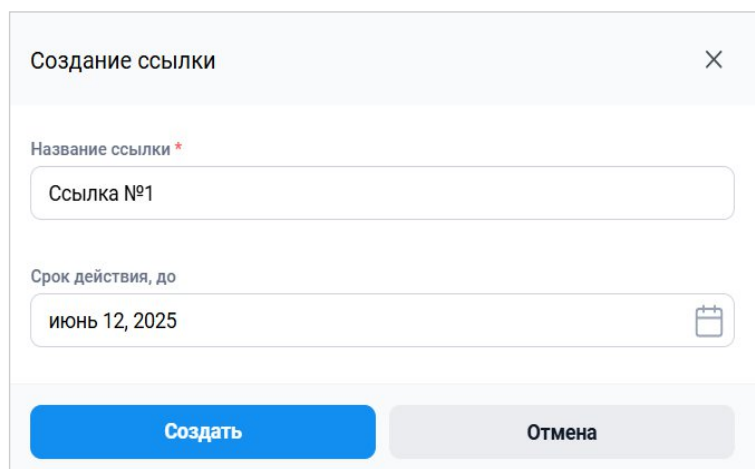 Создание ссылки
Название ссылки *
Ссылка №1
Срок действия, до
июнь 12, 2025
Создать Отмена